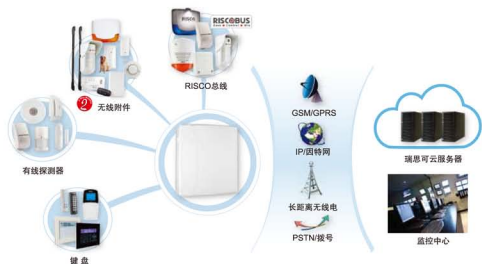 RISCOBUS
无线附件
RISCO总线
有线探测器
键盘
GSM/GPRS
IP/因特网
长距离无线电
PSTN/拨号
瑞思可云服务器
监控中心